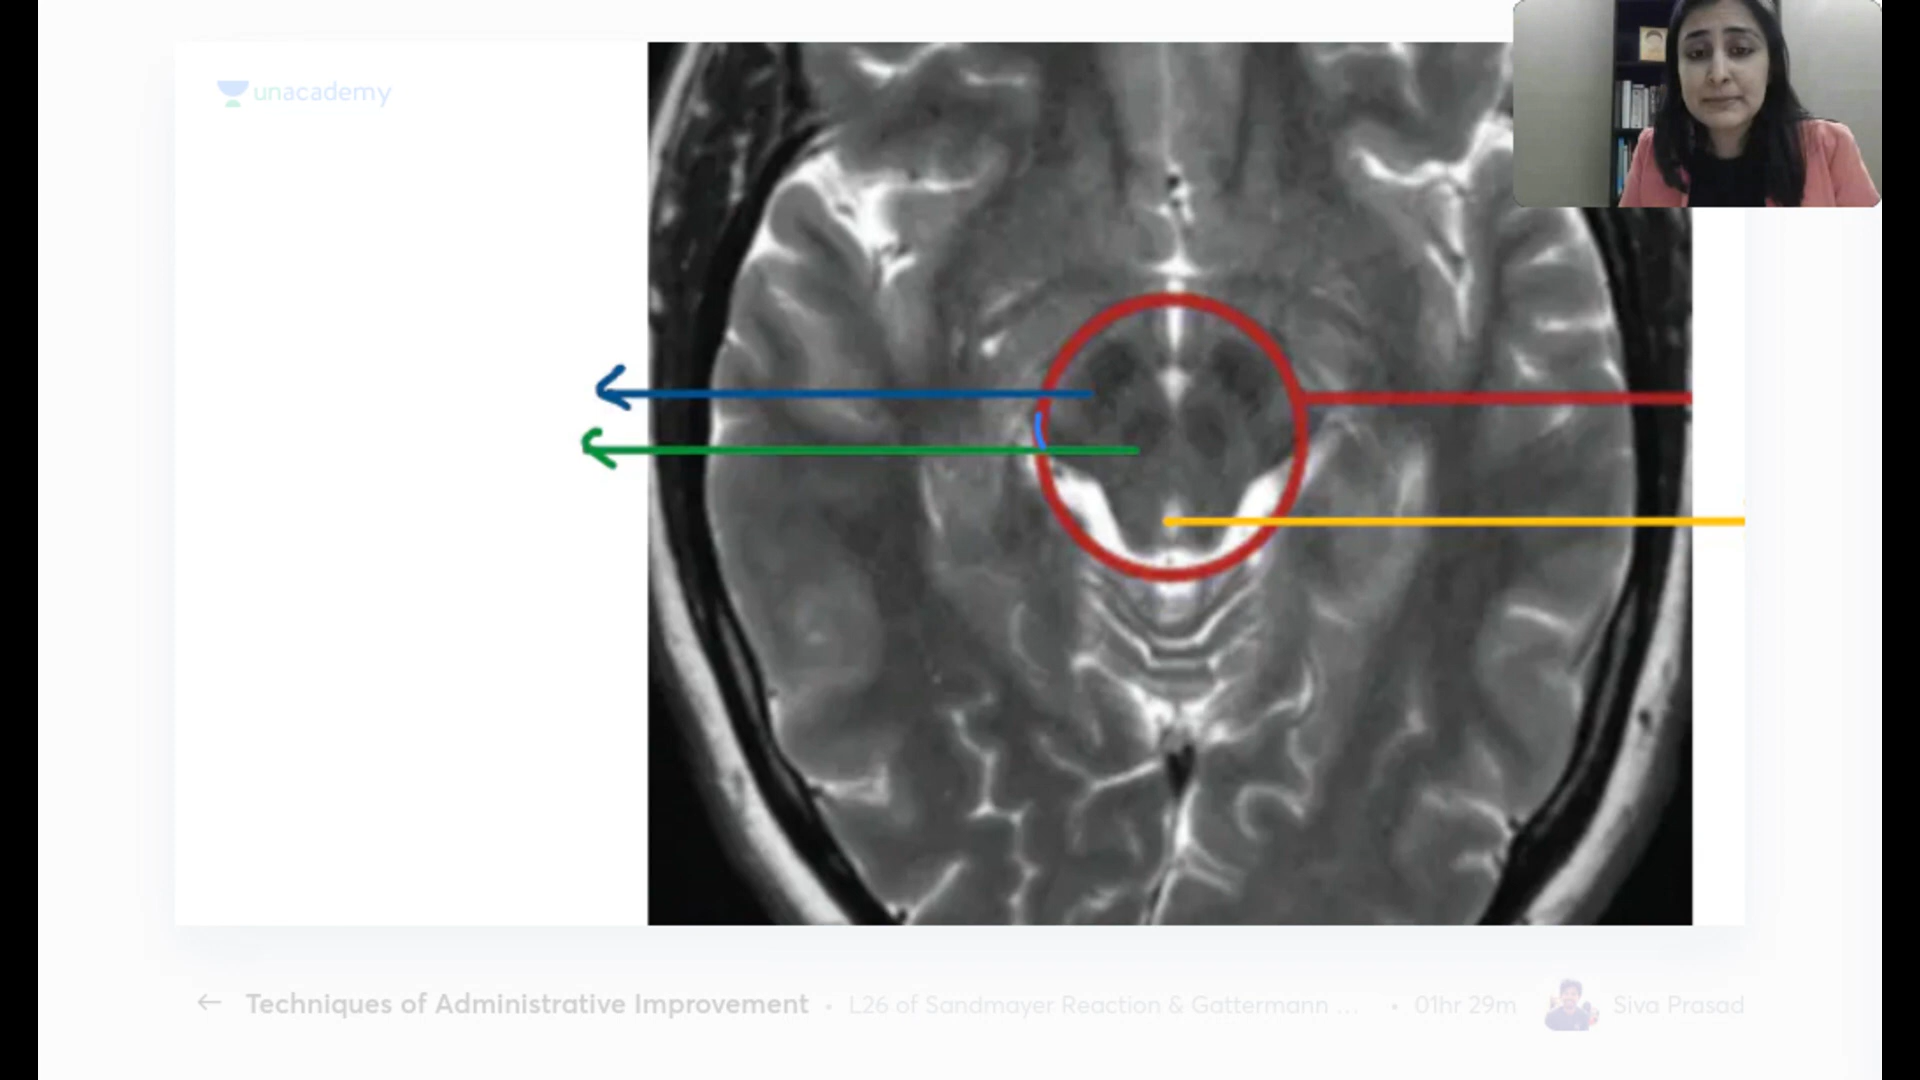 unacademy
← Techniques of Administrative Improvement • L26 of Sandmayer Reaction & Gattermann ... • 01hr 29m Siva Prasad